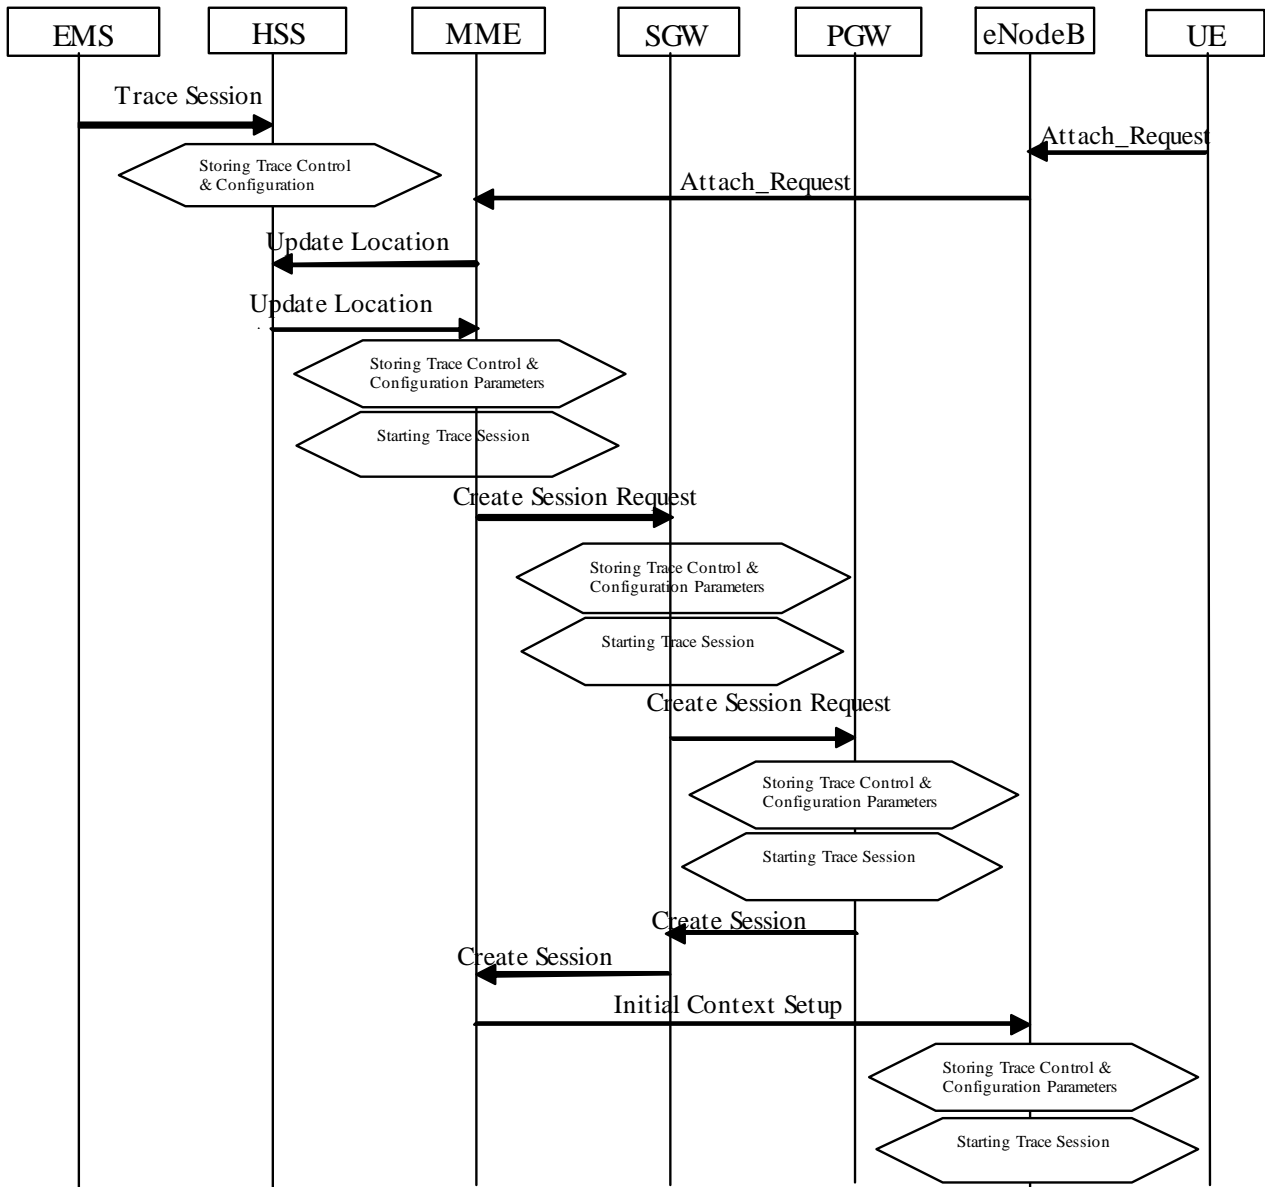 EMS
HSS
MME
SGW
PGW
eNodeB
UE
Trace Session
Attach_Request
Storing Trace Control
& Configuration
Attach_Request
Update Location
Update Location
Storing Trace Control &
Configuration Parameters
Starting Trace Session
Create Session Request
Storing Trace Control &
Configuration Parameters
Starting Trace Session
Create Session Request
Storing Trace Control &
Configuration Parameters
Starting Trace Session
Create Session
Create Session
Initial Context Setup
Storing Trace Control &
Configuration Parameters
Starting Trace Session